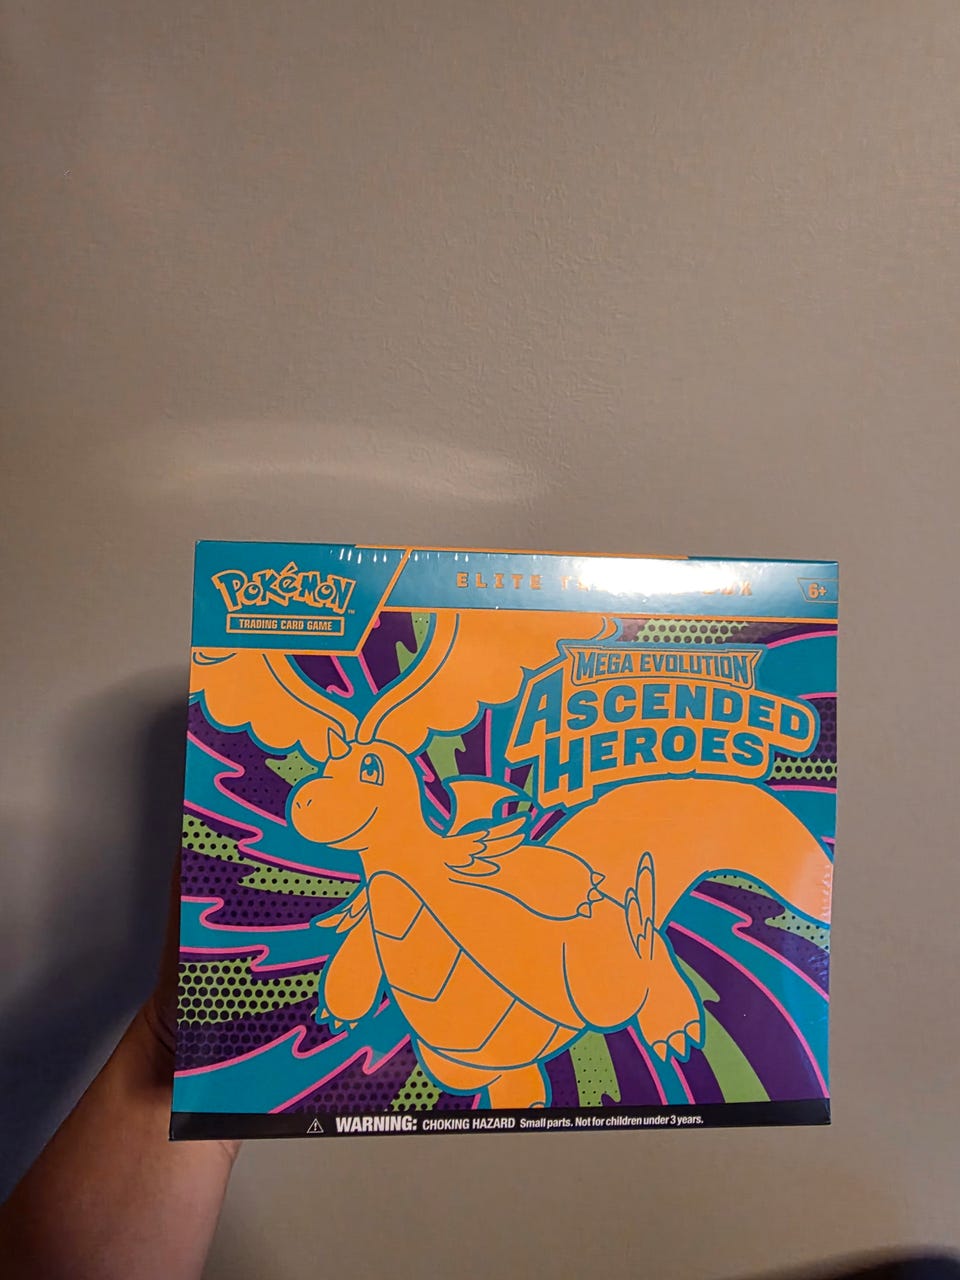 POKéMON
TM
TRADING CARD GAME
ELITE
6+
MEGA EVOLUTION
ASCENDED
HEROES
⚠ WARNING: CHOKING HAZARD Small parts. Not for children under 3 years.